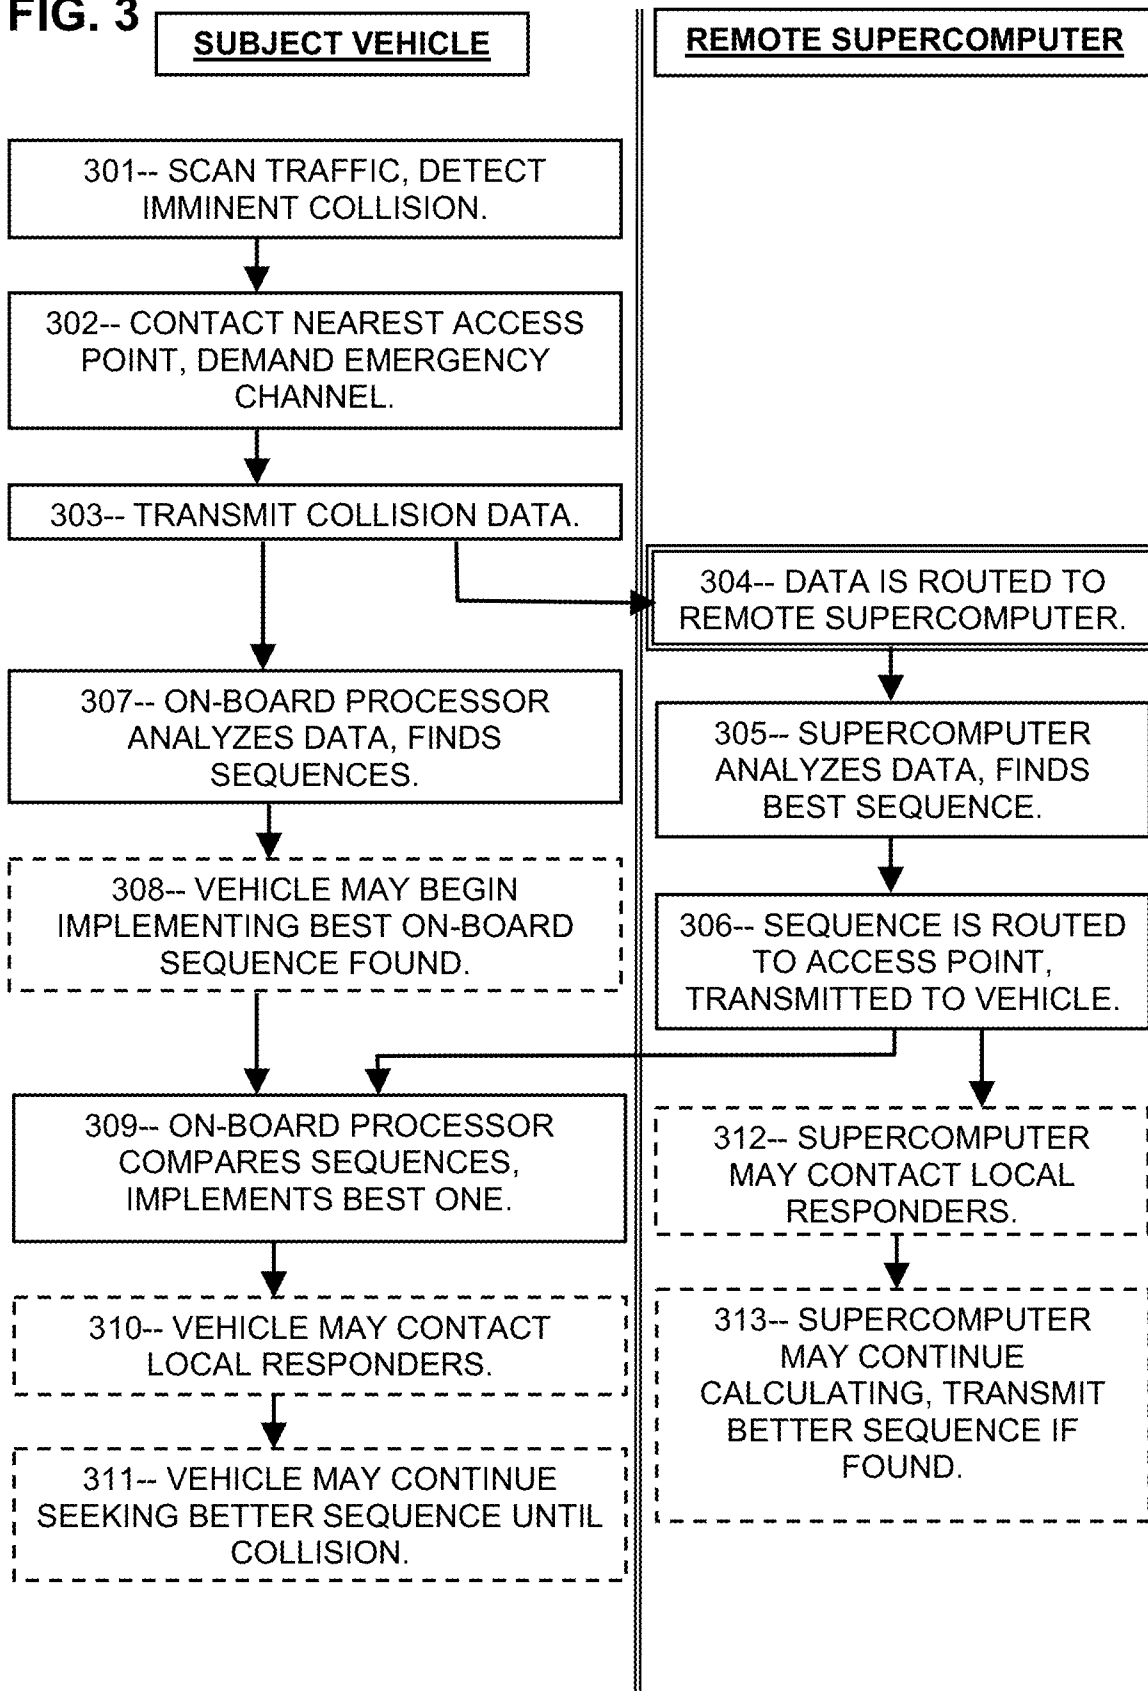 FIG. 3
SUBJECT VEHICLE
REMOTE SUPERCOMPUTER
301-- SCAN TRAFFIC, DETECT
IMMINENT COLLISION.
302-- CONTACT NEAREST ACCESS
POINT, DEMAND EMERGENCY
CHANNEL.
303-- TRANSMIT COLLISION DATA.
304-- DATA IS ROUTED TO
REMOTE SUPERCOMPUTER.
307-- ON-BOARD PROCESSOR
ANALYZES DATA, FINDS
SEQUENCES.
305-- SUPERCOMPUTER
ANALYZES DATA, FINDS
BEST SEQUENCE.
308-- VEHICLE MAY BEGIN
IMPLEMENTING BEST ON-BOARD
SEQUENCE FOUND.
306-- SEQUENCE IS ROUTED
TO ACCESS POINT,
TRANSMITTED TO VEHICLE.
309-- ON-BOARD PROCESSOR
COMPARES SEQUENCES,
IMPLEMENTS BEST ONE.
312-- SUPERCOMPUTER
MAY CONTACT LOCAL
RESPONDERS.
310-- VEHICLE MAY CONTACT
LOCAL RESPONDERS.
313-- SUPERCOMPUTER
MAY CONTINUE
CALCULATING, TRANSMIT
BETTER SEQUENCE IF
FOUND.
311-- VEHICLE MAY CONTINUE
SEEKING BETTER SEQUENCE UNTIL
COLLISION.